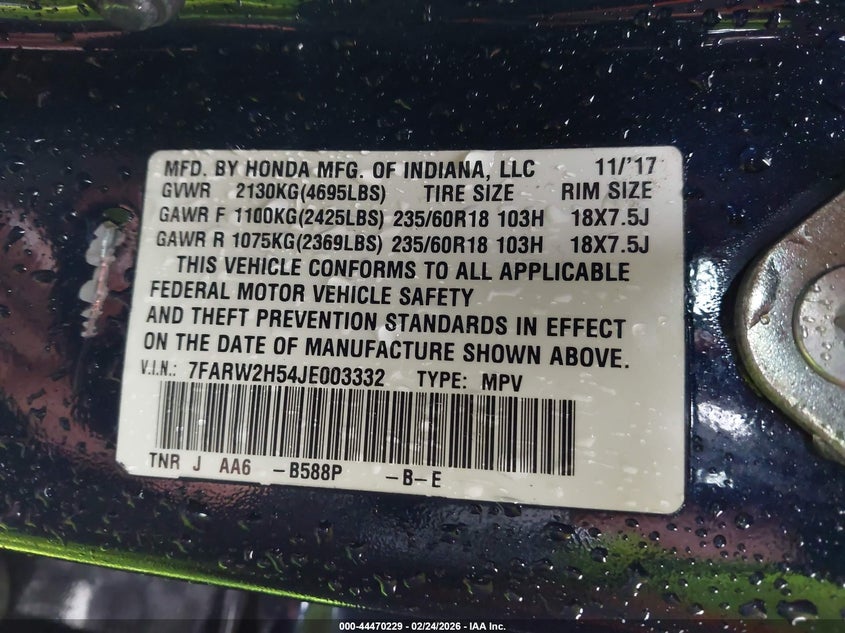 MFD. BY HONDA MFG. OF INDIANA, LLC 11/'17
GVWR 2130KG(4695LBS) TIRE SIZE RIM SIZE
GAWR F 1100KG(2425LBS) 235/60R18 103H 18X7.5J
GAWR R 1075KG(2369LBS) 235/60R18 103H 18X7.5J
THIS VEHICLE CONFORMS TO ALL APPLICABLE
FEDERAL MOTOR VEHICLE SAFETY
AND THEFT PREVENTION STANDARDS IN EFFECT
ON THE DATE OF MANUFACTURE SHOWN ABOVE.
V.I.N.: 7FARW2H54JE003332 TYPE: MPV
TNR J AA6 -B588P -B-E
000-44470229 - 02/24/2026 - IAA Inc.